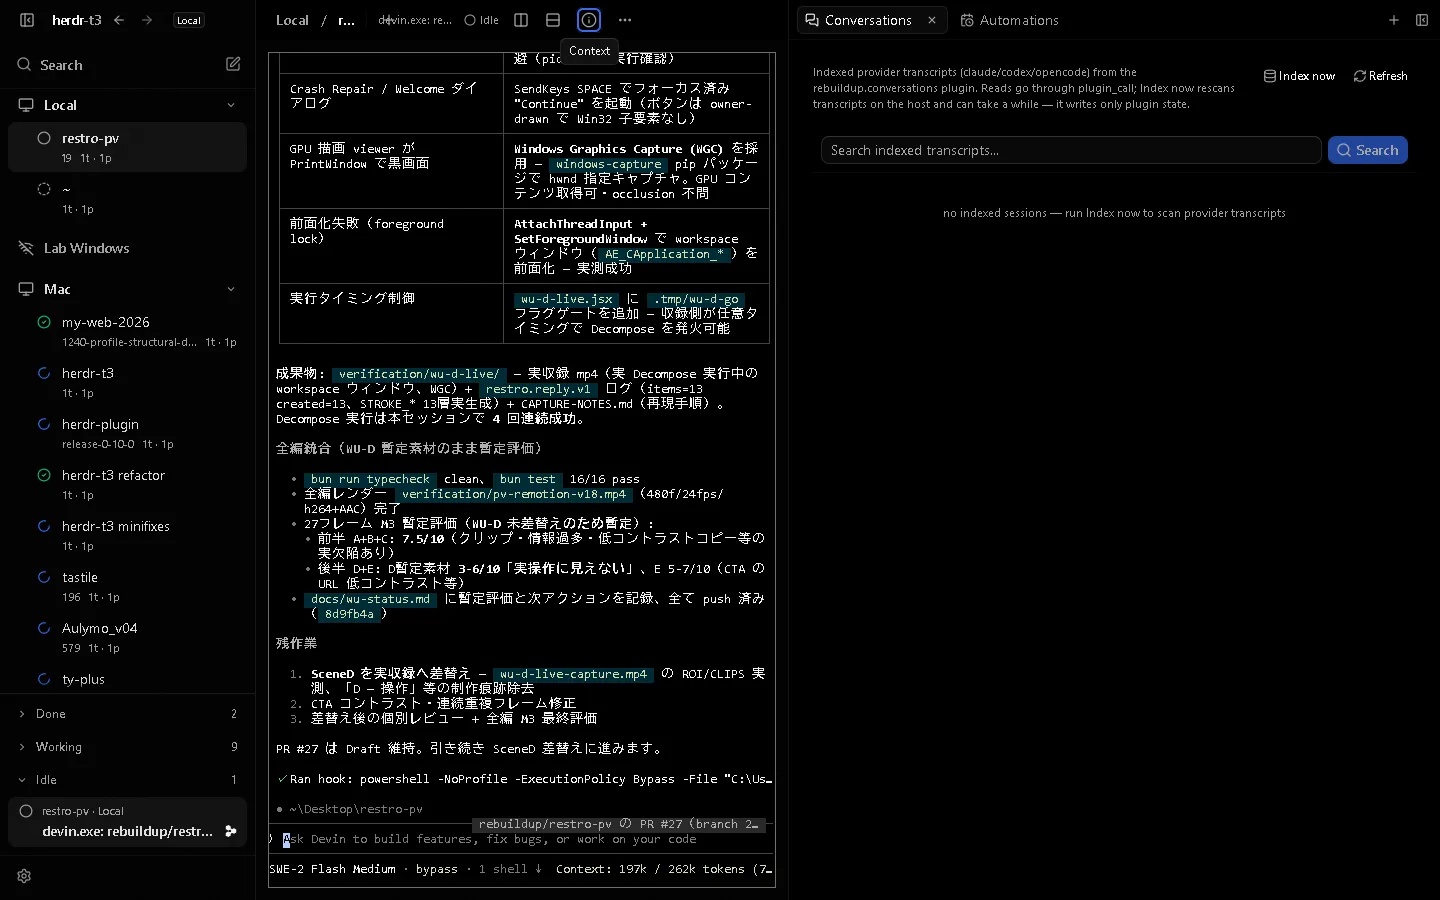 herdr-t3
Local
Search
Local
restro-pv
19 1t · 1p
~
1t · 1p
Lab Windows
Mac
my-web-2026
1240-profile-structural-d... 1t · 1p
herdr-t3
1t · 1p
herdr-plugin
release-0-10-0 1t · 1p
herdr-t3 refactor
1t · 1p
herdr-t3 minifixes
1t · 1p
tastile
196 1t · 1p
Aulymo_v04
579 1t · 1p
ty-plus
Done 2
Working 9
Idle 1
restro-pv · Local
devin.exe: rebuildup/restr...
Local / r...
devin.exe: re...
Idle
Context
Crash Repair / Welcome ダイ
アログ
SendKeys SPACE でフォーカス済み
"Continue" を起動（ボタンは owner-
drawn で Win32 子要素なし）
GPU 描画 viewer が
PrintWindow で黒画面
Windows Graphics Capture (WGC) を採
用 — windows-capture pip パッケー
ジで hwnd 指定キャプチャ。GPU コン
テンツ取得可・occlusion 不問
前面化失敗（foreground
lock）
AttachThreadInput +
SetForegroundWindow で workspace
ウィンドウ（ AE_CApplication_* ）を
前面化 — 実測成功
実行タイミング制御
wu-d-live.jsx に .tmp/wu-d-go
フラグゲートを追加 — 収録側が任意タ
イミングで Decompose を発火可能
成果物: verification/wu-d-live/ — 実収録 mp4（実 Decompose 実行中の
workspace ウィンドウ、WGC）+ restro.reply.v1 ログ（items=13
created=13、STROKE_* 13層実生成）+ CAPTURE-NOTES.md（再現手順）。
Decompose 実行は本セッションで 4 回連続成功。
全編統合（WU-D 暫定素材のまま暫定評価）
• bun run typecheck clean、 bun test 16/16 pass
• 全編レンダー verification/pv-remotion-v18.mp4 （480f/24fps/
h264+AAC）完了
• 27フレーム M3 暫定評価（WU-D 未差替えのため暫定）:
• 前半 A+B+C: 7.5/10（クリップ・情報過多・低コントラストコピー等の
実欠陥あり）
• 後半 D+E: D暫定素材 3-6/10「実操作に見えない」、E 5-7/10（CTA の
URL 低コントラスト等）
• docs/wu-status.md に暫定評価と次アクションを記録、全て push 済み
（ 8d9fb4a ）
残作業
1. SceneD を実収録へ差替え — wu-d-live-capture.mp4 の ROI/CLIPS 実
測、「D — 操作」等の制作痕跡除去
2. CTA コントラスト・連続重複フレーム修正
3. 差替え後の個別レビュー + 全編 M3 最終評価
PR #27 は Draft 維持。引き続き SceneD 差替えに進みます。
✓Ran hook: powershell -NoProfile -ExecutionPolicy Bypass -File "C:\Us…
• ~\Desktop\restro-pv
rebuildup/restro-pv の PR #27（branch 2…
Ask Devin to build features, fix bugs, or work on your code
SWE-2 Flash Medium · bypass · 1 shell ↓ Context: 197k / 262k tokens (7…
Conversations ×
Automations
Indexed provider transcripts (claude/codex/opencode) from the
rebuildup.conversations plugin. Reads go through plugin_call; Index now rescans
transcripts on the host and can take a while — it writes only plugin state.
Index now
Refresh
Search indexed transcripts...
Search
no indexed sessions — run Index now to scan provider transcripts